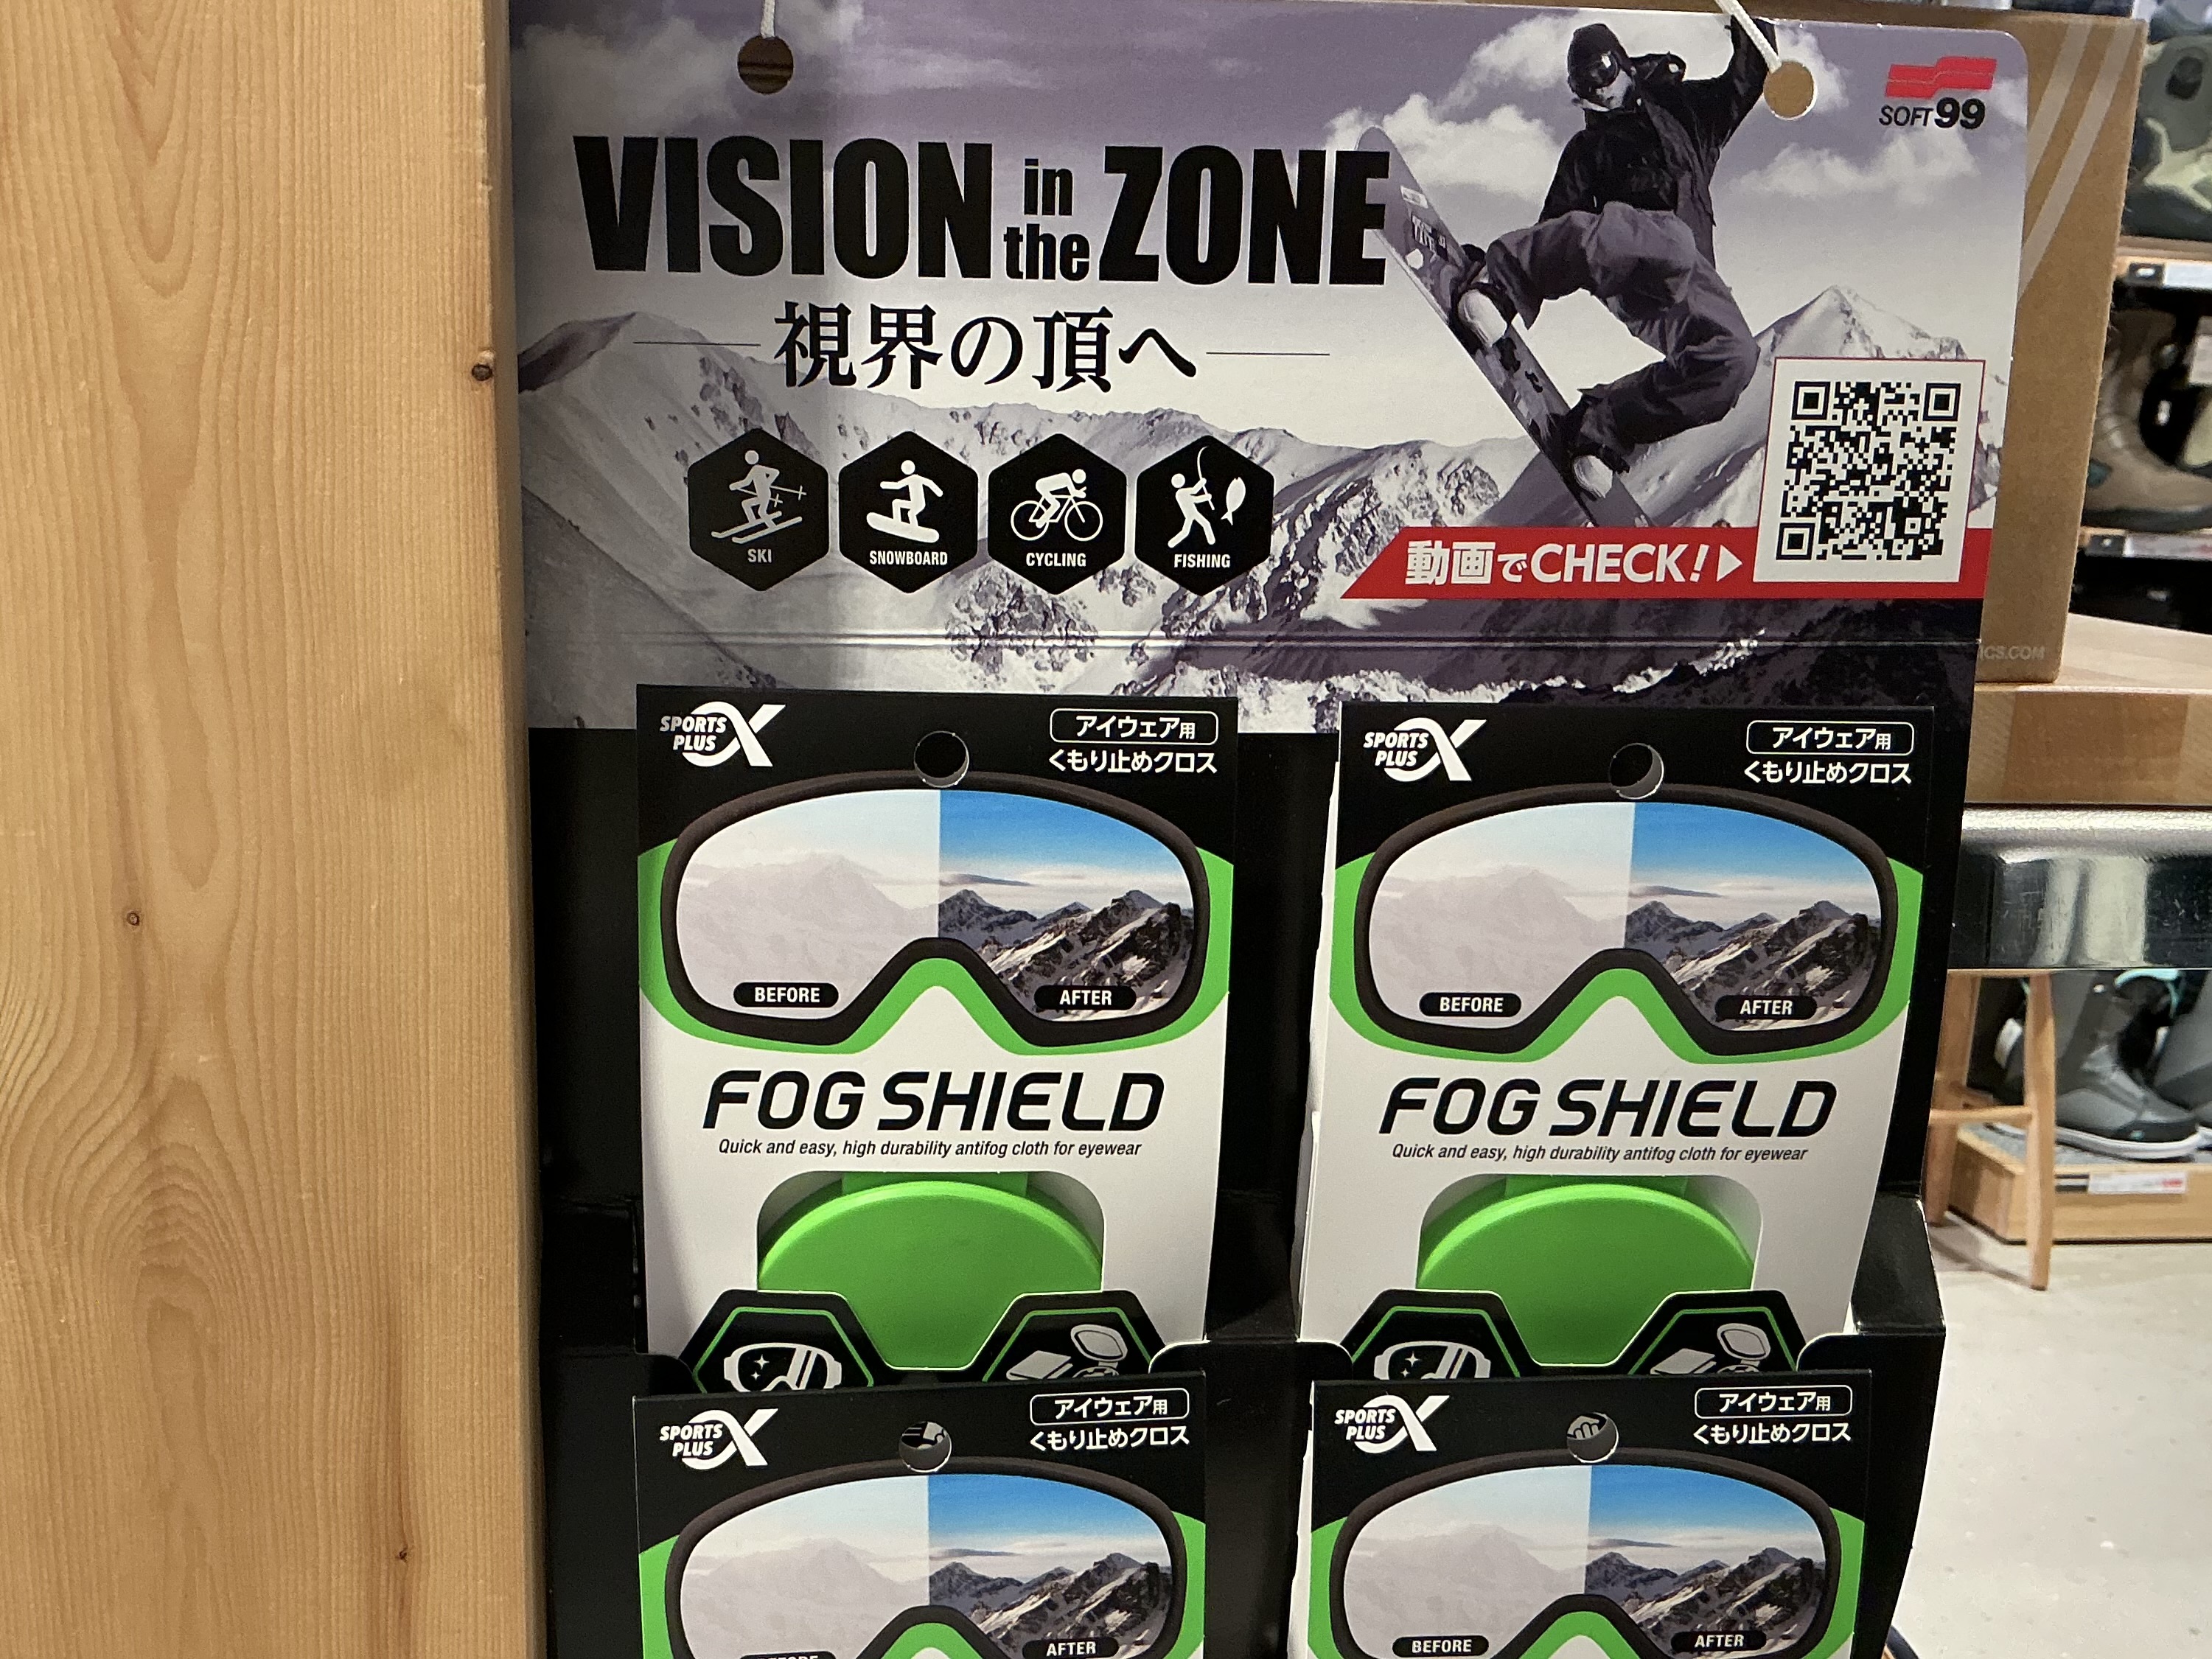 SOFT99
VISION in the ZONE
視界の頂へ
SKI
SNOWBOARD
CYCLING
FISHING
動画でCHECK!
ICS.COM
SPORTS PLUS X
アイウェア用
くもり止めクロス
BEFORE
AFTER
FOG SHIELD
Quick and easy, high durability antifog cloth for eyewear
SPORTS PLUS X
アイウェア用
くもり止めクロス
BEFORE
AFTER
FOG SHIELD
Quick and easy, high durability antifog cloth for eyewear
SPORTS PLUS X
アイウェア用
くもり止めクロス
BEFORE
AFTER
SPORTS PLUS X
アイウェア用
くもり止めクロス
BEFORE
AFTER